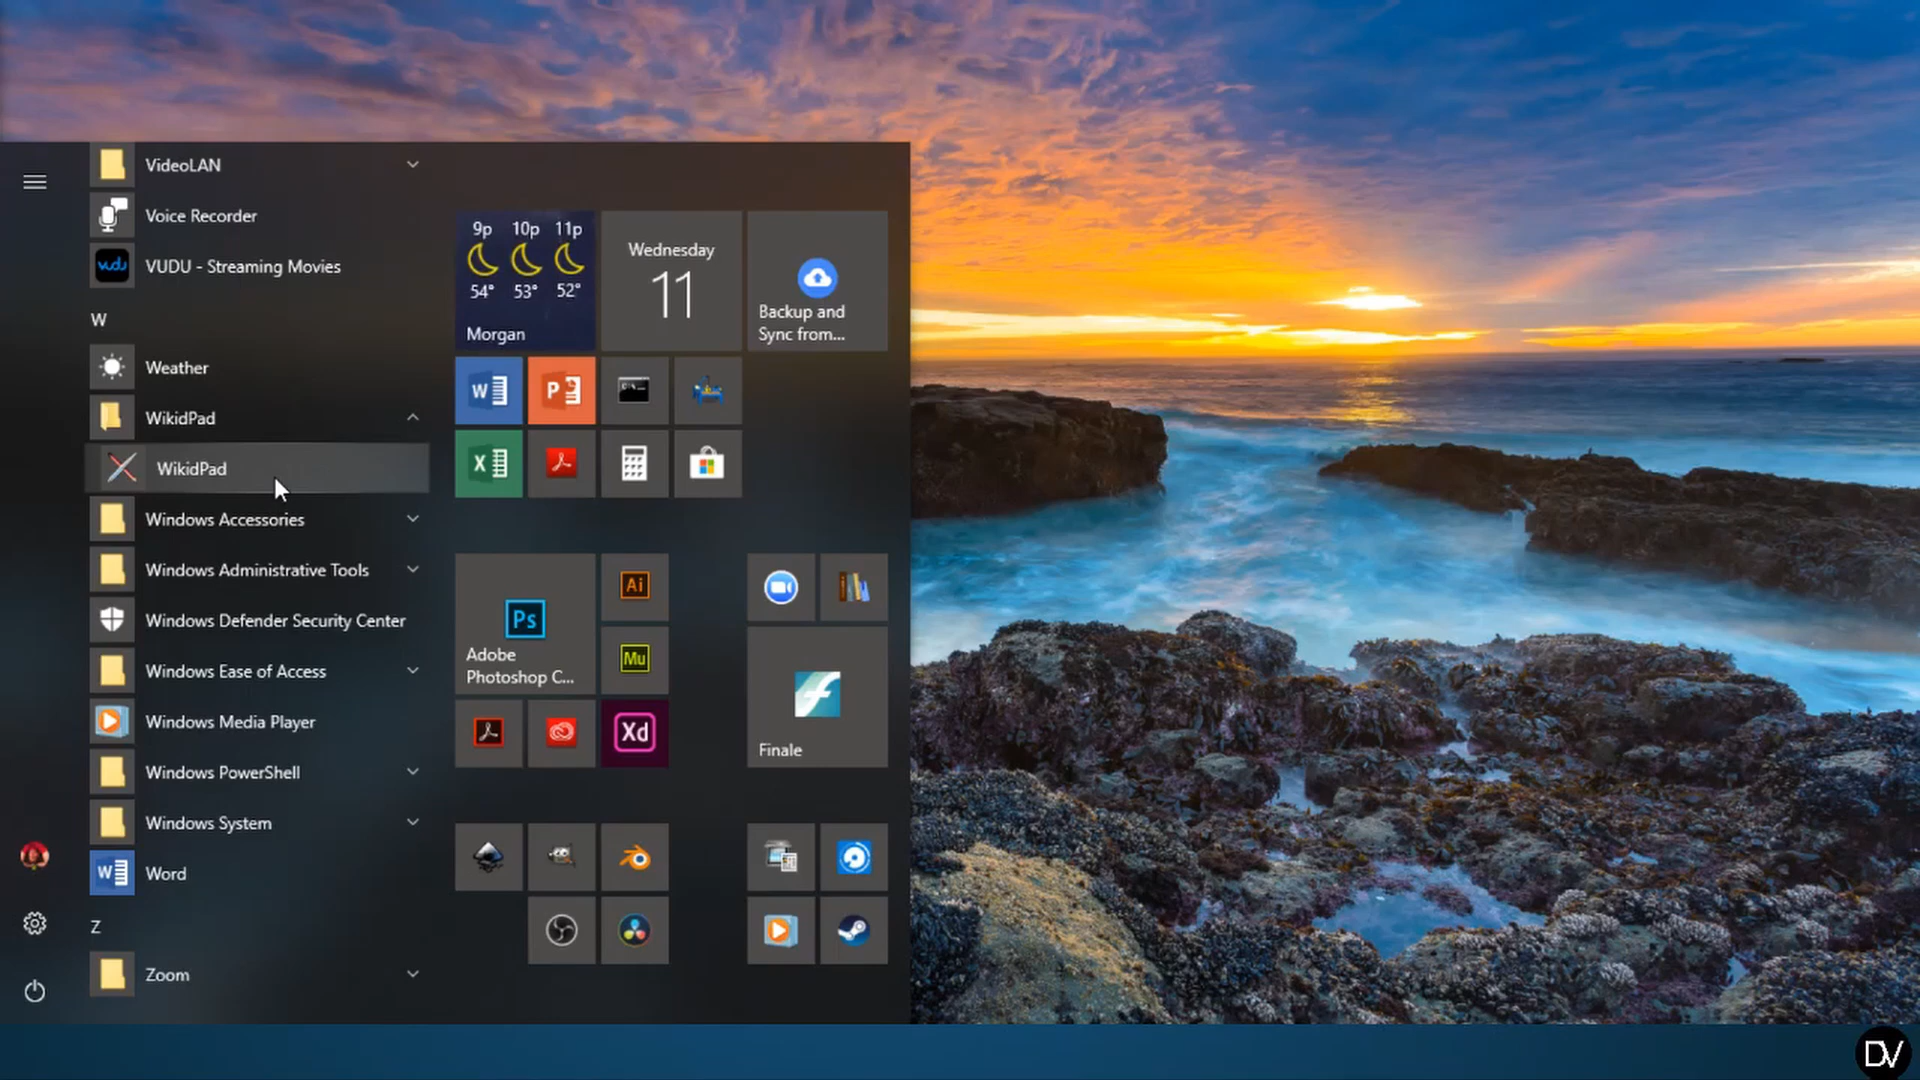 VideoLAN
Voice Recorder
vudu
VUDU - Streaming Movies
W
Weather
WikidPad
WikidPad
Windows Accessories
Windows Administrative Tools
Windows Defender Security Center
Windows Ease of Access
Windows Media Player
Windows PowerShell
Windows System
W
Word
Z
Zoom
9p 10p 11p
54° 53° 52°
Morgan
Wednesday
11
Backup and
Sync from...
W
P
X
Ps
Adobe
Photoshop C...
Ai
Mu
Xd
Finale
DV